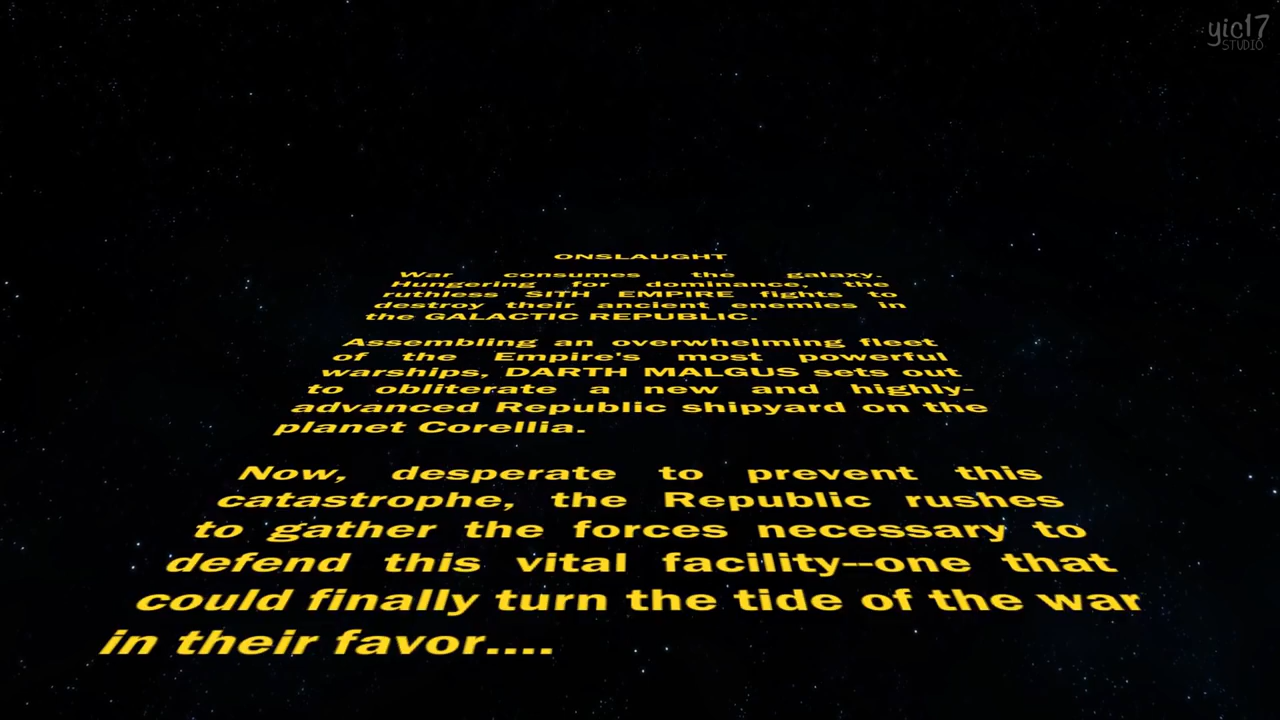 yic17
STUDIO
ONSLAUGHT
War consumes the galaxy.
Hungering for dominance, the
ruthless SITH EMPIRE fights to
destroy their ancient enemies in
the GALACTIC REPUBLIC.
Assembling an overwhelming fleet
of the Empire's most powerful
warships, DARTH MALGUS sets out
to obliterate a new and highly-
advanced Republic shipyard on the
planet Corellia.
Now, desperate to prevent this
catastrophe, the Republic rushes
to gather the forces necessary to
defend this vital facility--one that
could finally turn the tide of the war
in their favor....